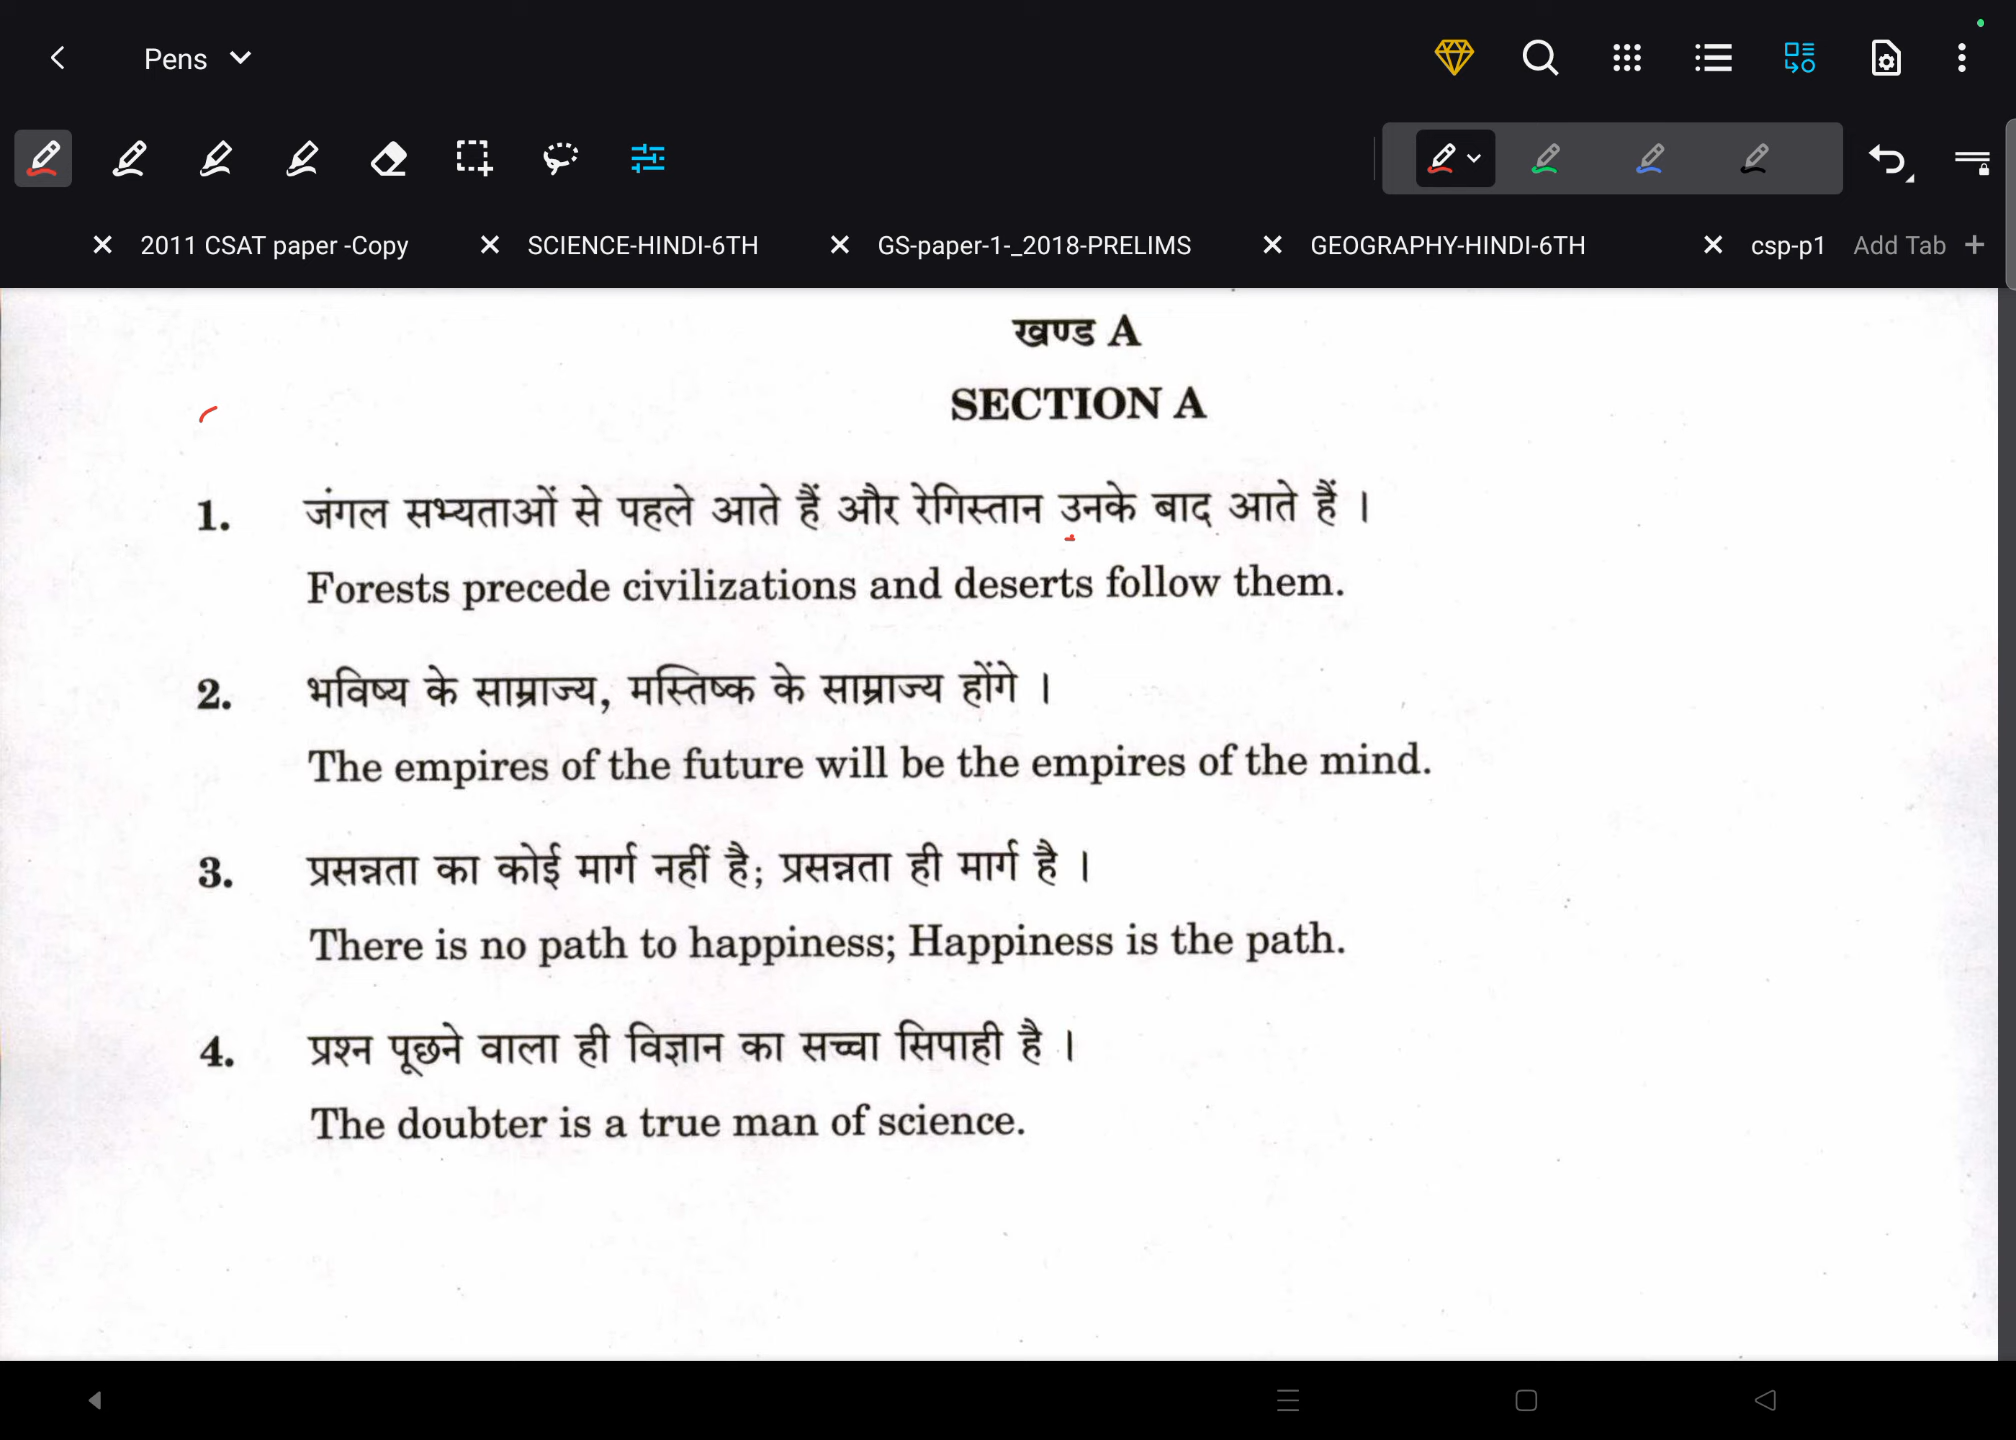 Pens
2011 CSAT paper -Copy
SCIENCE-HINDI-6TH
GS-paper-1-_2018-PRELIMS
GEOGRAPHY-HINDI-6TH
csp-p1
Add Tab +
खण्ड A
SECTION A
1. जंगल सभ्यताओं से पहले आते हैं और रेगिस्तान उनके बाद आते हैं ।
Forests precede civilizations and deserts follow them.
2. भविष्य के साम्राज्य, मस्तिष्क के साम्राज्य होंगे ।
The empires of the future will be the empires of the mind.
3. प्रसन्नता का कोई मार्ग नहीं है; प्रसन्नता ही मार्ग है ।
There is no path to happiness; Happiness is the path.
4. प्रश्न पूछने वाला ही विज्ञान का सच्चा सिपाही है ।
The doubter is a true man of science.